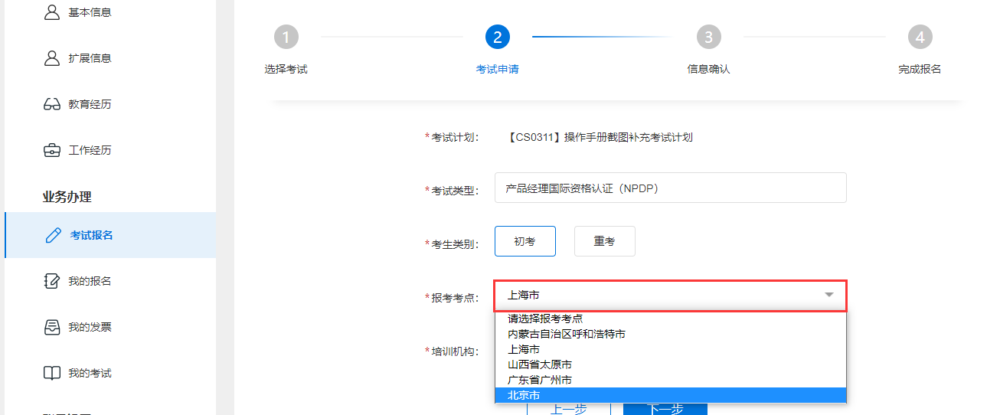 基本信息
扩展信息
教育经历
工作经历
业务办理
考试报名
我的报名
我的发票
我的考试
1
2
3
4
选择考试
考试申请
信息确认
完成报名
*考试计划： 【CS0311】操作手册截图补充考试计划
*考试类型： 产品经理国际资格认证（NPDP）
*考生类别： 初考 重考
*报考考点： 上海市
请选择报考考点
内蒙古自治区呼和浩特市
上海市
*培训机构：
山西省太原市
广东省广州市
北京市
上一步 下一步